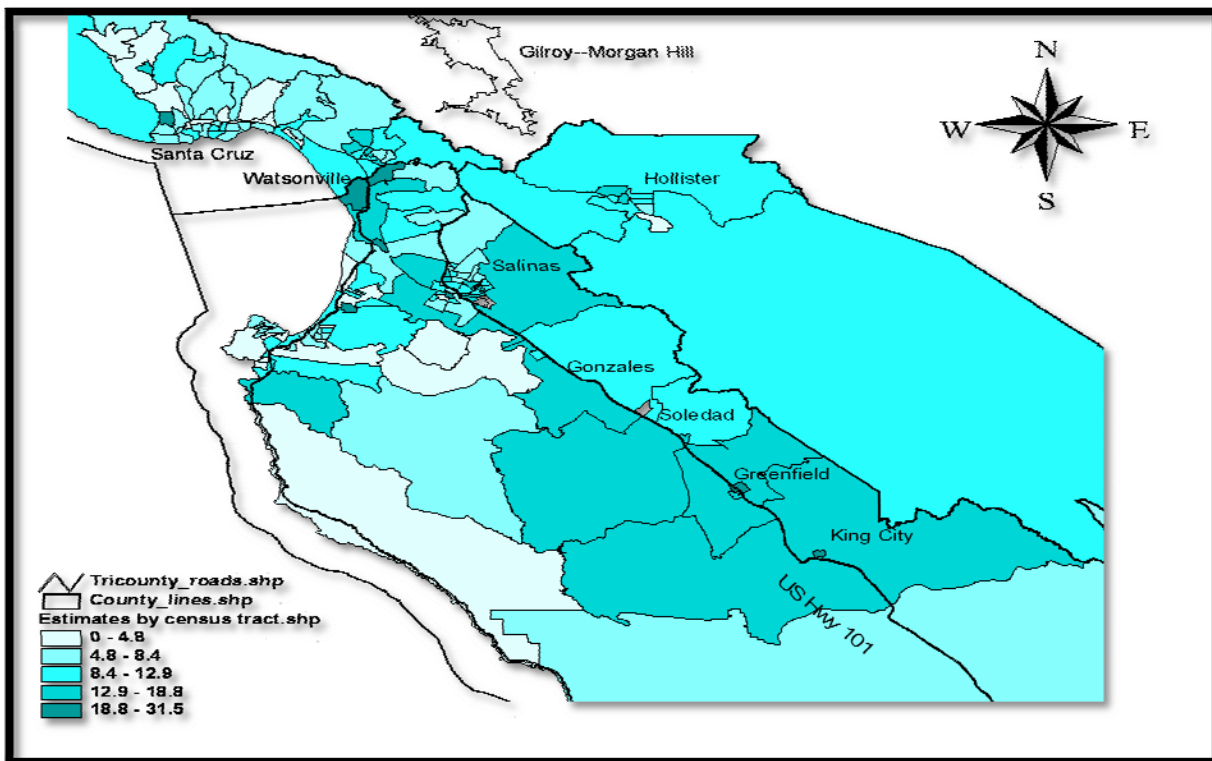 Gilroy--Morgan Hill
N
W
E
S
Santa Cruz
Watsonville
Hollister
Salinas
Gonzales
Soledad
Greenfield
King City
US Hwy 101
Tricounty_roads.shp
County_lines.shp
Estimates by census tract.shp
0 - 4.8
4.8 - 8.4
8.4 - 12.9
12.9 - 18.8
18.8 - 31.5